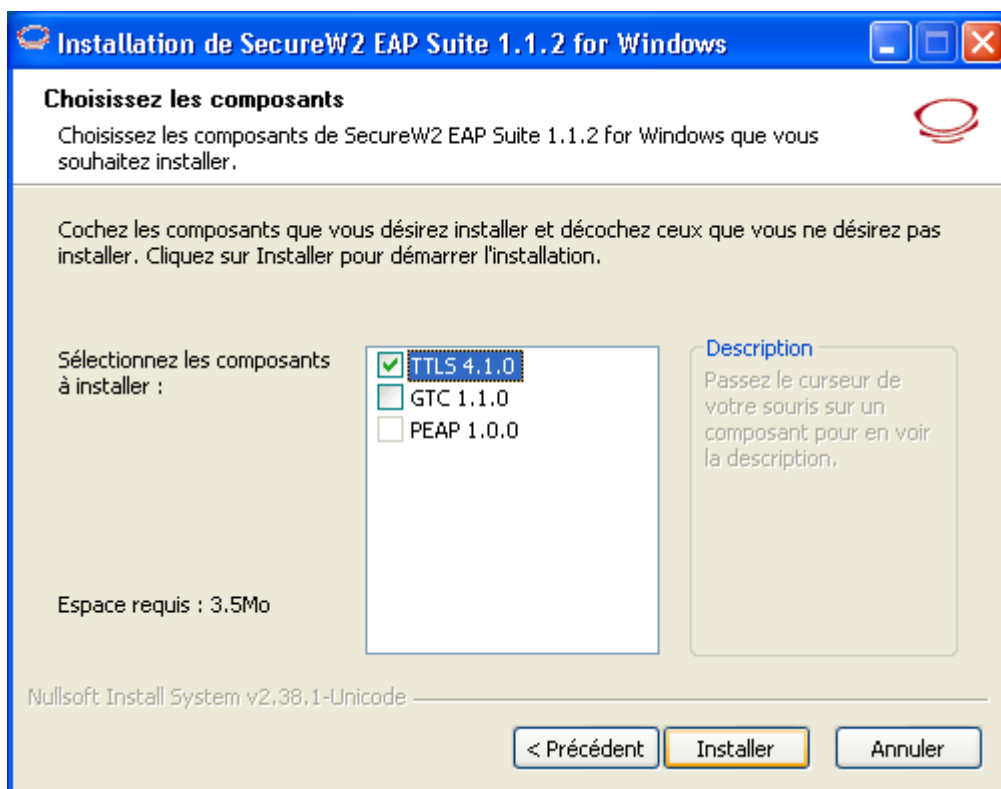 Installation de SecureW2 EAP Suite 1.1.2 for Windows
Choisissez les composants
Choisissez les composants de SecureW2 EAP Suite 1.1.2 for Windows que vous
souhaitez installer.
Cochez les composants que vous désirez installer et décochez ceux que vous ne désirez pas
installer. Cliquez sur Installer pour démarrer l'installation.
Sélectionnez les composants
à installer :
TTLS 4.1.0
GTC 1.1.0
PEAP 1.0.0
Description
Passez le curseur de
votre souris sur un
composant pour en voir
la description.
Espace requis : 3.5Mo
Nullsoft Install System v2.38.1-Unicode
< Précédent
Installer
Annuler